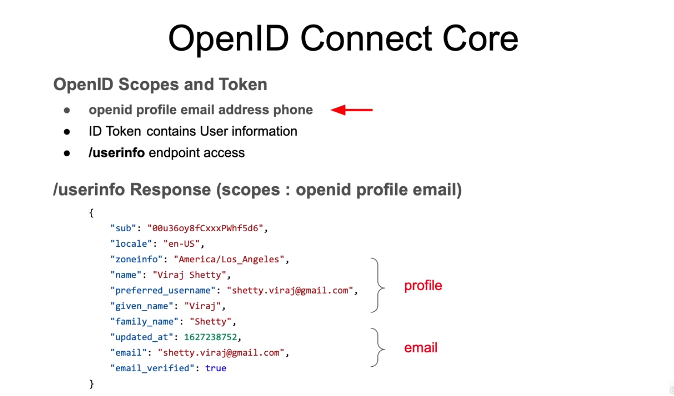 OpenID Connect Core
OpenID Scopes and Token
● openid profile email address phone
● ID Token contains User information
● /userinfo endpoint access
/userinfo Response (scopes : openid profile email)
{
"sub": "00u36oy8fCxxxPWhf5d6",
"locale": "en-US",
"zoneinfo": "America/Los_Angeles",
"name": "Viraj Shetty",
"preferred_username": "shetty.viraj@gmail.com",
"given_name": "Viraj",
"family_name": "Shetty",
"updated_at": 1627238752,
"email": "shetty.viraj@gmail.com",
"email_verified": true
}
profile
email